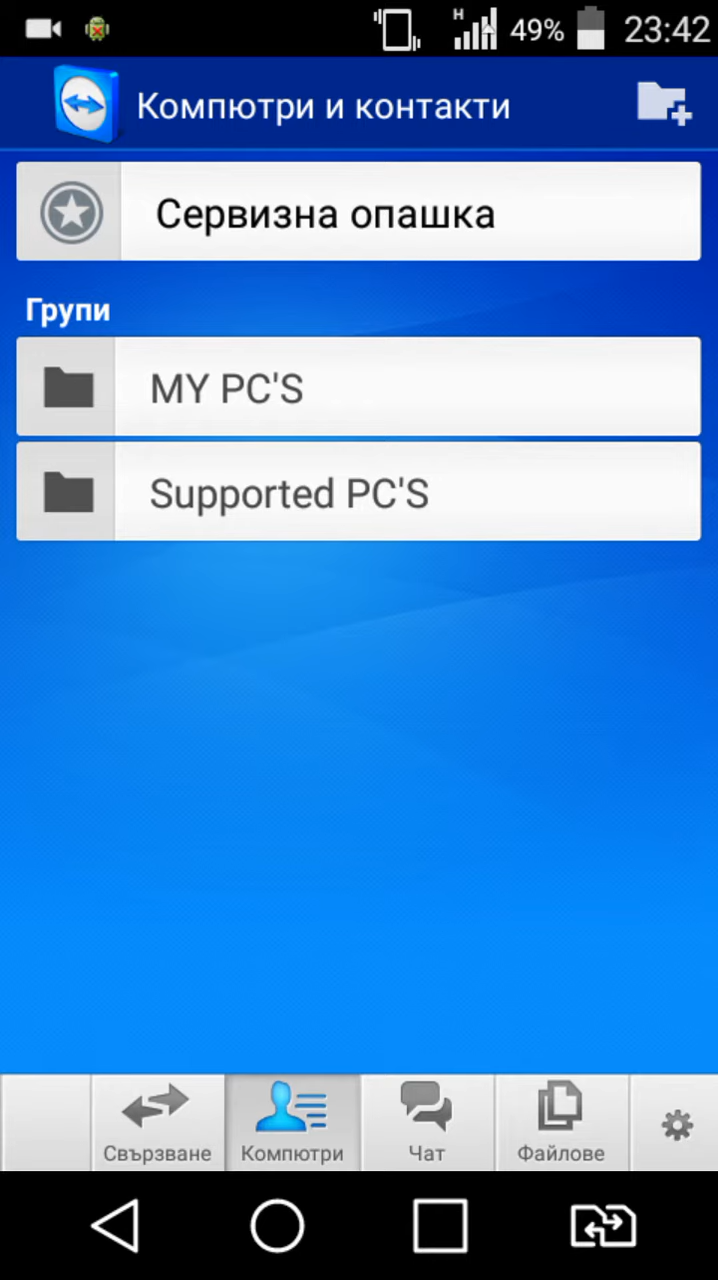 H 49% 23:42
Компютри и контакти
Сервизна опашка
Групи
MY PC'S
Supported PC'S
Свързване Компютри Чат Файлове